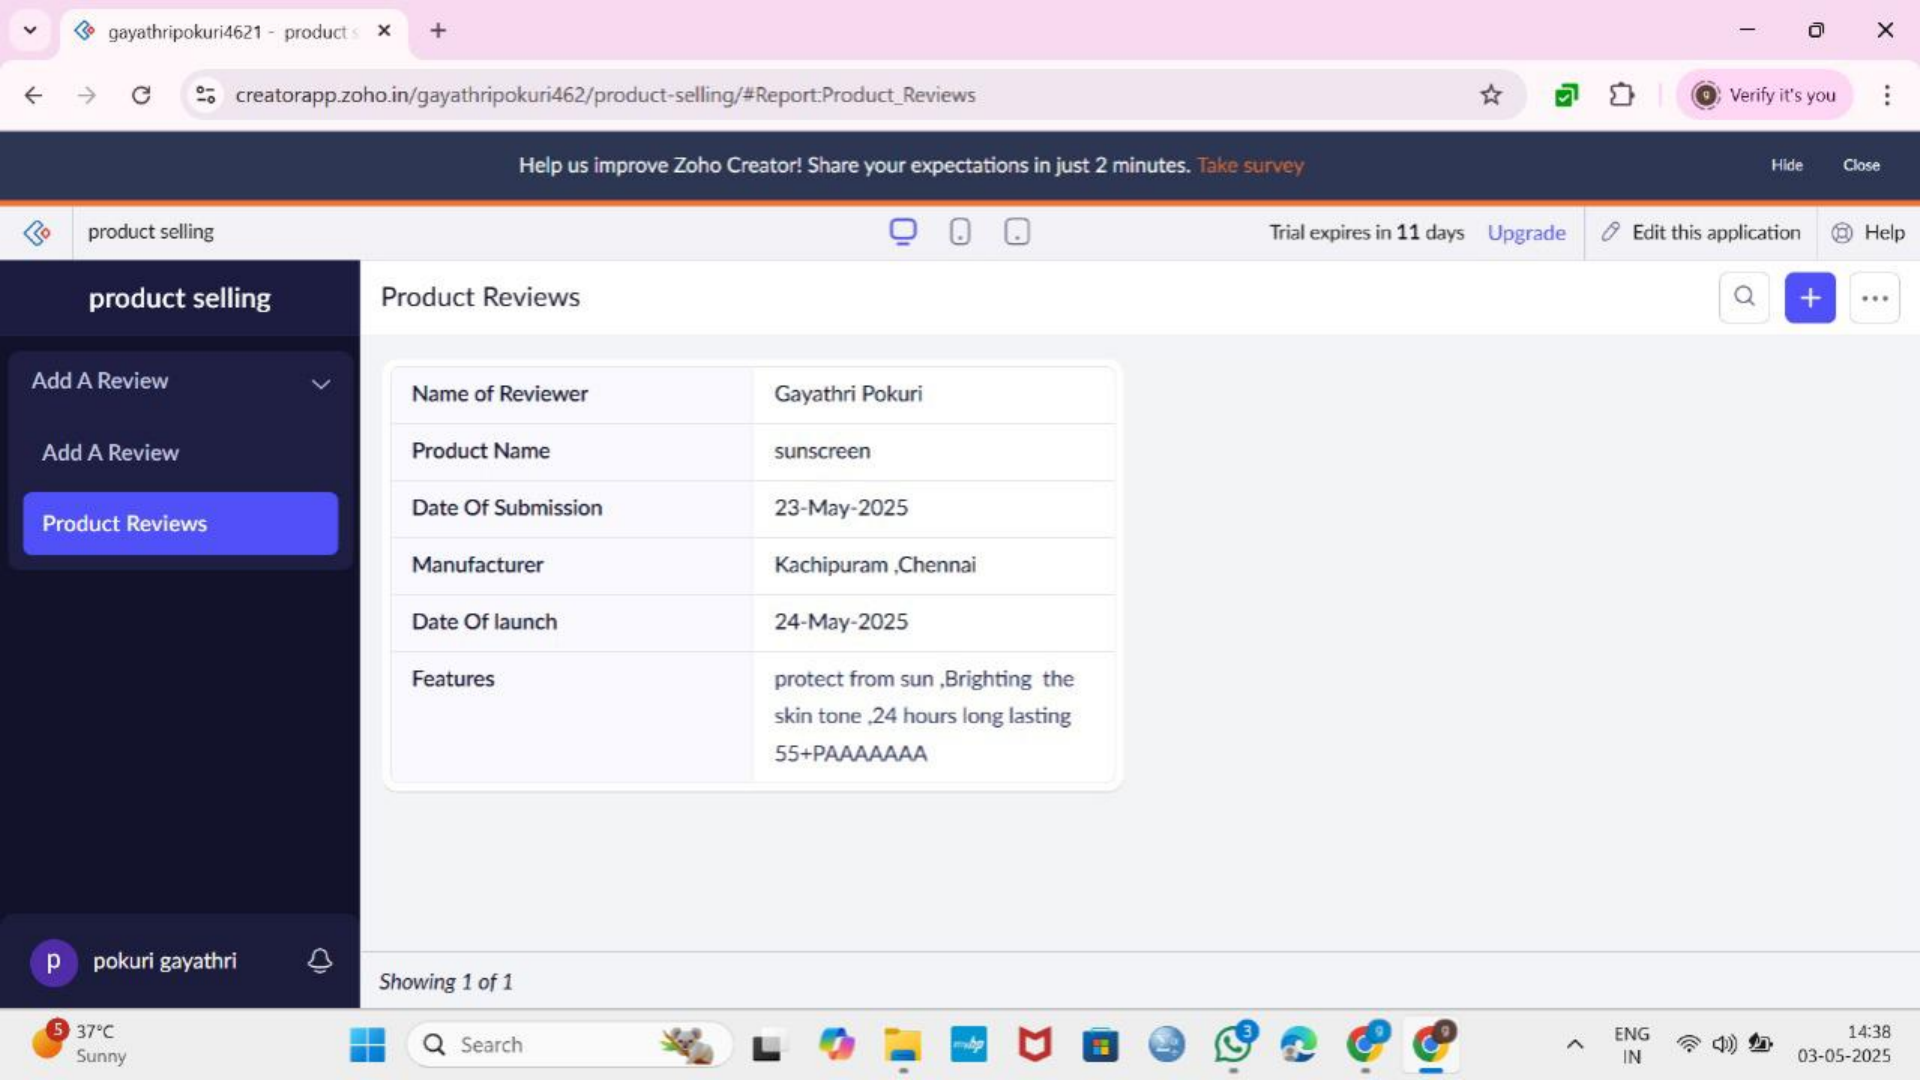 gayathripokuri4621 - product s
creatorapp.zoho.in/gayathripokuri462/product-selling/#Report:Product_Reviews
Verify it's you
Help us improve Zoho Creator! Share your expectations in just 2 minutes. Take survey
Hide
Close
product selling
Trial expires in 11 days
Upgrade
Edit this application
Help
product selling
Add A Review
Add A Review
Product Reviews
pokuri gayathri
p
Product Reviews
Name of Reviewer Gayathri Pokuri
Product Name sunscreen
Date Of Submission 23-May-2025
Manufacturer Kachipuram ,Chennai
Date Of launch 24-May-2025
Features protect from sun ,Brighting the
skin tone ,24 hours long lasting
55+PAAAAAAA
Showing 1 of 1
5
37°C
Sunny
Search
myhp
3
9
9
ENG
IN
14:38
03-05-2025